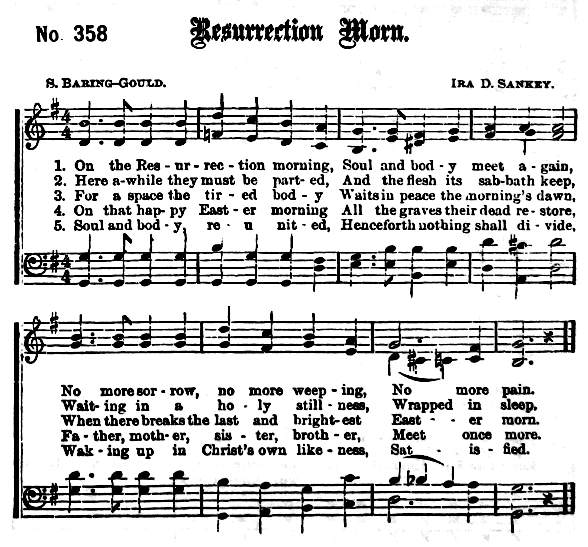 No. 358 Resurrection Morn.
S. Baring-Gould. Ira D. Sankey.
4/4
1. On the Res - ur - rec - tion morning, Soul and bod - y meet a - gain,
2. Here a-while they must be part - ed, And the flesh its sab-bath keep,
3. For a space the tir - ed bod - y Waits in peace the morning's dawn,
4. On that hap - py East - er morning All the graves their dead re - store,
5. Soul and bod - y, re - u nit - ed, Henceforth nothing shall di - vide,
4/4
No more sor - row, no more weep - ing, No more pain.
Wait - ing in a ho - ly still - ness, Wrapped in sleep.
When there breaks the last and bright-est East - - er morn.
Fa - ther, moth - er, sis - ter, broth - er, Meet once more.
Wak - ing up in Christ's own like - ness, Sat - - is - fied.